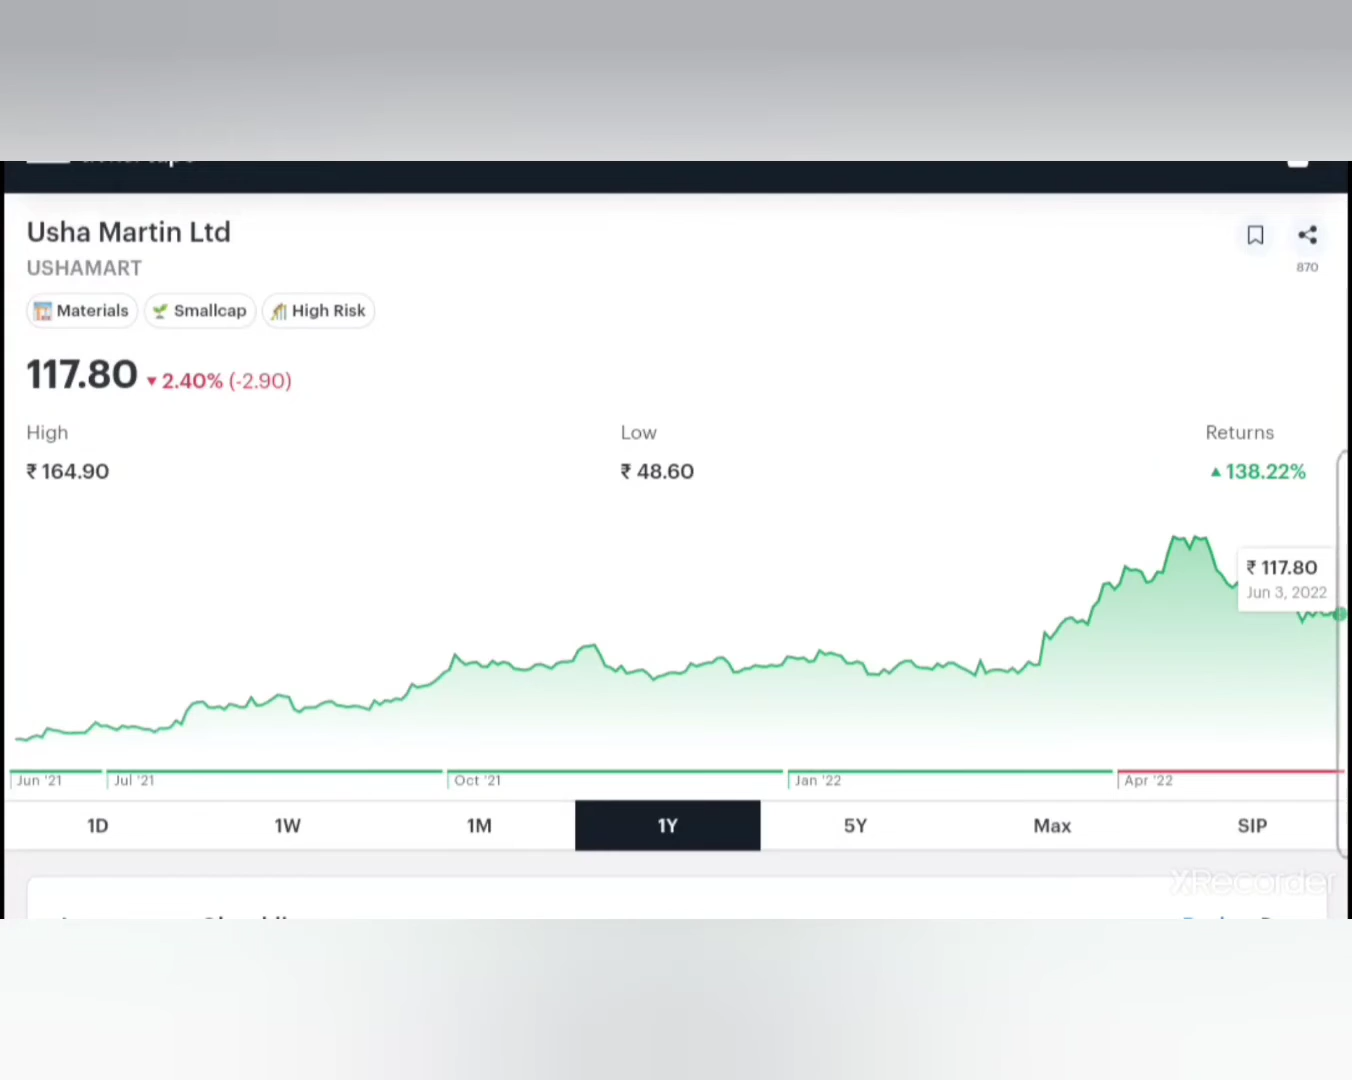 Usha Martin Ltd
USHAMART
870
Materials Smallcap High Risk
117.80 ▼ 2.40% (-2.90)
High Low Returns
₹ 164.90 ₹ 48.60 ▲ 138.22%
₹ 117.80
Jun 3, 2022
Jun '21 Jul '21 Oct '21 Jan '22 Apr '22
1D 1W 1M 1Y 5Y Max SIP
XRecorder